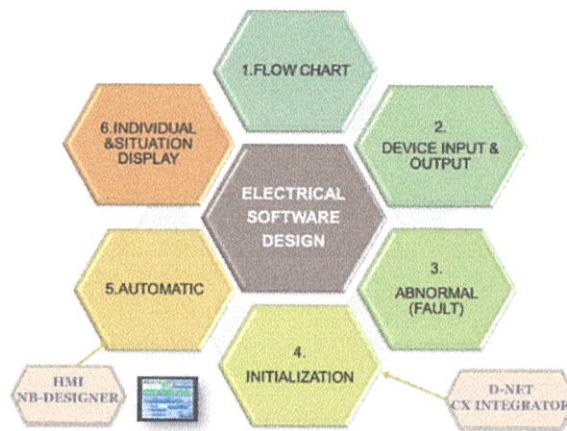 1.FLOW CHART
2.
DEVICE INPUT &
OUTPUT
3.
ABNORMAL
(FAULT)
4.
INITIALIZATION
5.AUTOMATIC
6.INDIVIDUAL
&SITUATION
DISPLAY
ELECTRICAL
SOFTWARE
DESIGN
HMI
NB-DESIGNER
D-NET
CX INTEGRATOR